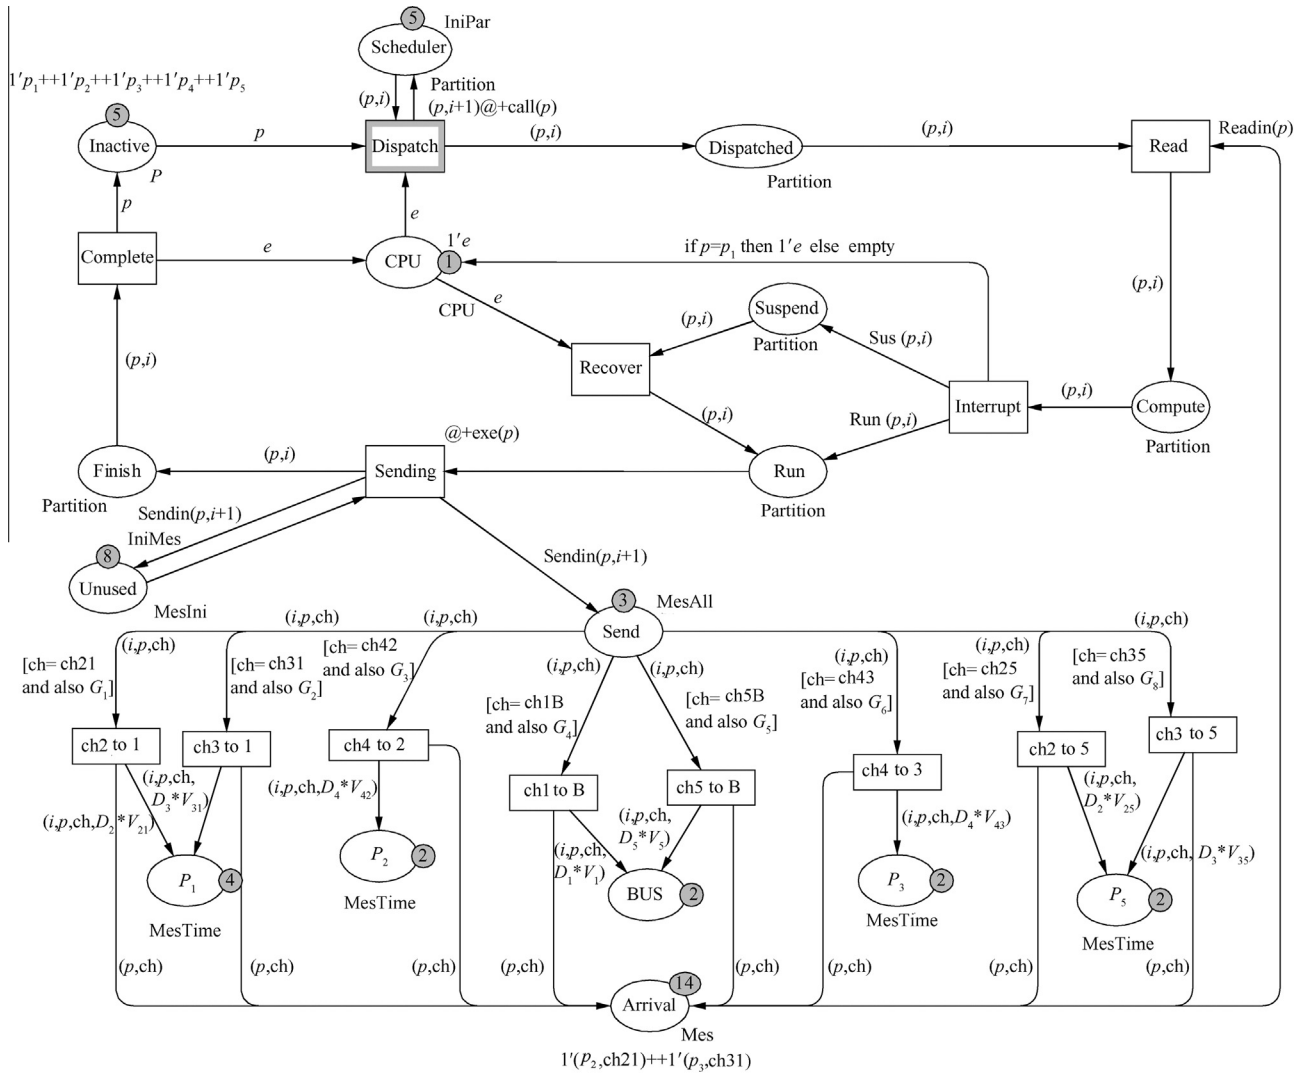 5
IniPar
Scheduler
1′p₁++1′p₂++1′p₃++1′p₄++1′p₅
Partition
(p,i)
(p,i+1)@+call(p)
5
Inactive
P
p
Dispatch
(p,i)
Dispatched
Partition
(p,i)
Read
Readin(p)
p
e
Complete
e
1′e
CPU
1
CPU
e
if p=p₁ then 1′e else empty
(p,i)
Suspend
Partition
(p,i)
Sus (p,i)
Recover
(p,i)
Run (p,i)
Interrupt
(p,i)
Compute
Partition
(p,i)
@+exe(p)
Finish
Partition
(p,i)
Sending
Run
Partition
Sendin(p,i+1)
IniMes
8
Unused
MesIni
Sendin(p,i+1)
3
MesAll
Send
(i,p,ch)
(i,p,ch)
(i,p,ch)
(i,p,ch)
(i,p,ch)
(i,p,ch)
(i,p,ch)
(i,p,ch)
[ch= ch21
and also G₁]
[ch= ch31
and also G₂]
[ch= ch42
and also G₃]
[ch= ch1B
and also G₄]
[ch= ch5B
and also G₅]
[ch= ch43
and also G₆]
[ch= ch25
and also G₇]
[ch= ch35
and also G₈]
ch2 to 1
ch3 to 1
ch4 to 2
ch1 to B
ch5 to B
ch4 to 3
ch2 to 5
ch3 to 5
(i,p,ch,
D₃*V₃₁)
(i,p,ch,D₂*V₂₁)
(i,p,ch,D₄*V₄₂)
(i,p,ch,
D₁*V₁)
(i,p,ch,
D₅*V₅)
(i,p,ch,D₄*V₄₃)
(i,p,ch,
D₂*V₂₅)
(i,p,ch, D₃*V₃₅)
P₁
4
MesTime
P₂
2
MesTime
BUS
2
P₃
2
MesTime
P₅
2
MesTime
(p,ch)
(p,ch)
(p,ch)
(p,ch)
(p,ch)
(p,ch)
(p,ch)
(p,ch)
14
Arrival
Mes
1′(p₂,ch21)++1′(p₃,ch31)